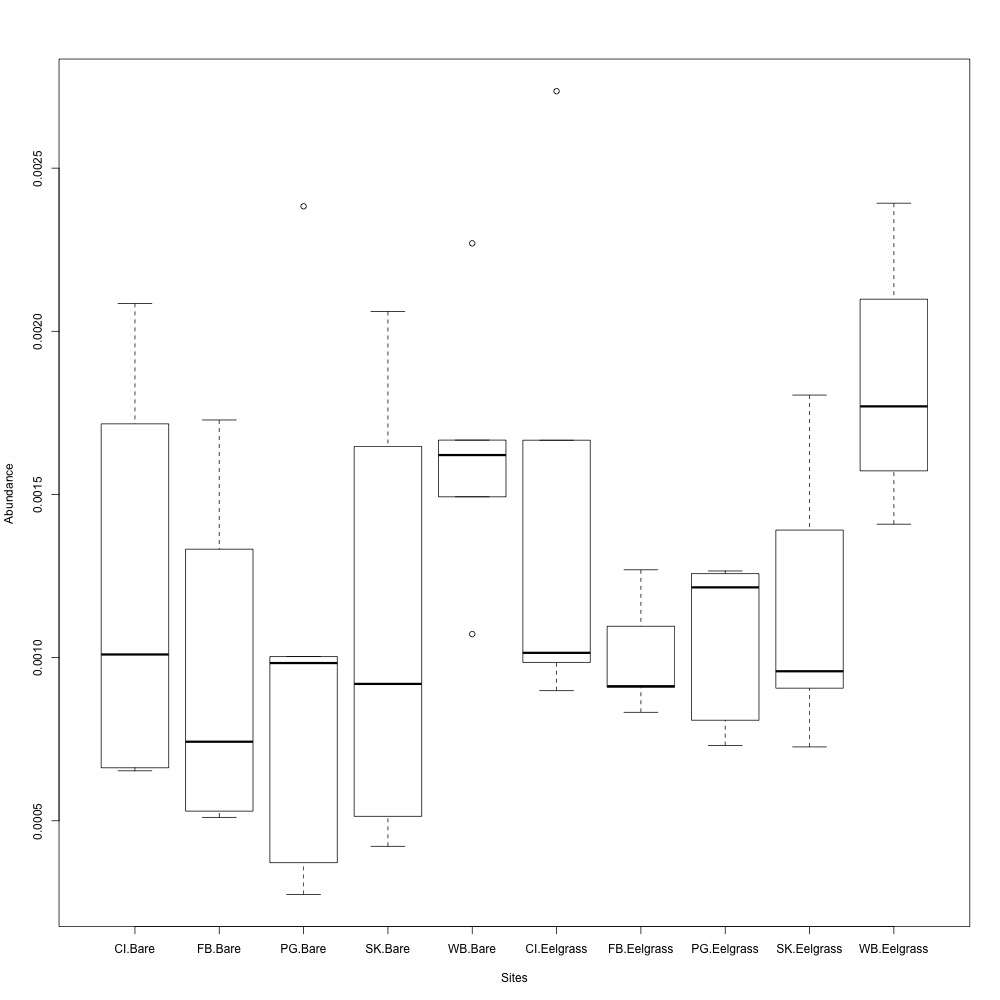 0.0025
0.0020
0.0015
0.0010
0.0005
Abundance
CI.Bare FB.Bare PG.Bare SK.Bare WB.Bare CI.Eelgrass FB.Eelgrass PG.Eelgrass SK.Eelgrass WB.Eelgrass
Sites